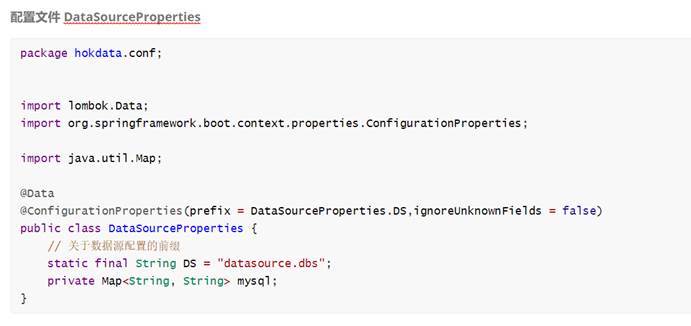 配置文件 DataSourceProperties
package hokdata.conf;
import lombok.Data;
import org.springframework.boot.context.properties.ConfigurationProperties;
import java.util.Map;
@Data
@ConfigurationProperties(prefix = DataSourceProperties.DS,ignoreUnknownFields = false)
public class DataSourceProperties {
    // 关于数据源配置的前缀
    static final String DS = "datasource.dbs";
    private Map<String, String> mysql;
}